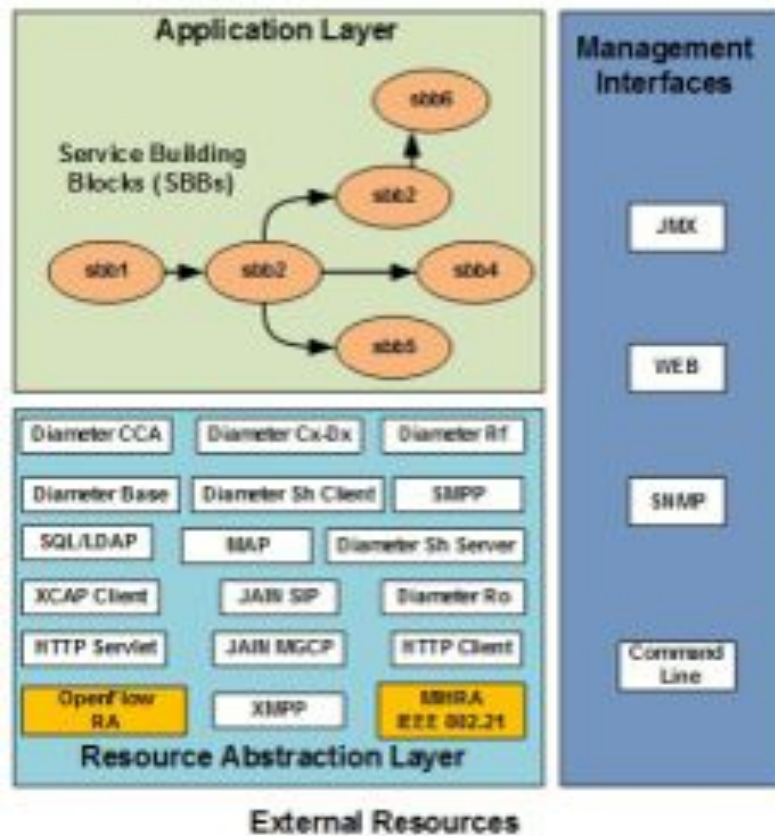 Application Layer
Service Building
Blocks (SBBs)
sbb6
sbb2
sbb1
sbb2
sbb4
sbb5
Diameter CCA
Diameter Cx-Dx
Diameter Rf
Diameter Base
Diameter Sh Client
SMPP
SQL/LDAP
MAP
Diameter Sh Server
XCAP Client
JAIN SIP
Diameter Ro
HTTP Servlet
JAIN MGCP
HTTP Client
OpenFlow
RA
XMPP
MIHRA
IEEE 802.21
Resource Abstraction Layer
Management
Interfaces
JMX
WEB
SNMP
Command
Line
External Resources